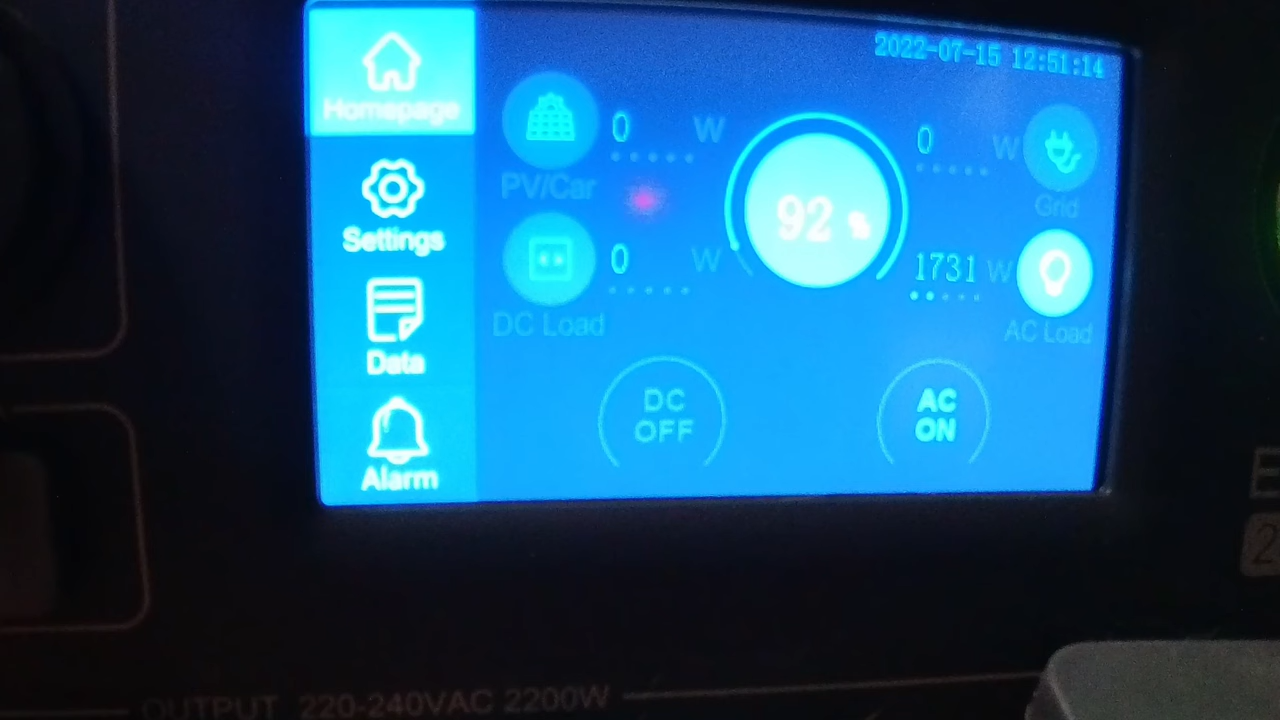 2022-07-15 12:51:14
Homepage
Settings
Data
Alarm
0 W
PV/Car
0 W
DC Load
92 %
0 W
Grid
1731 W
AC Load
DC
OFF
AC
ON
OUTPUT 220-240VAC 2200W
2